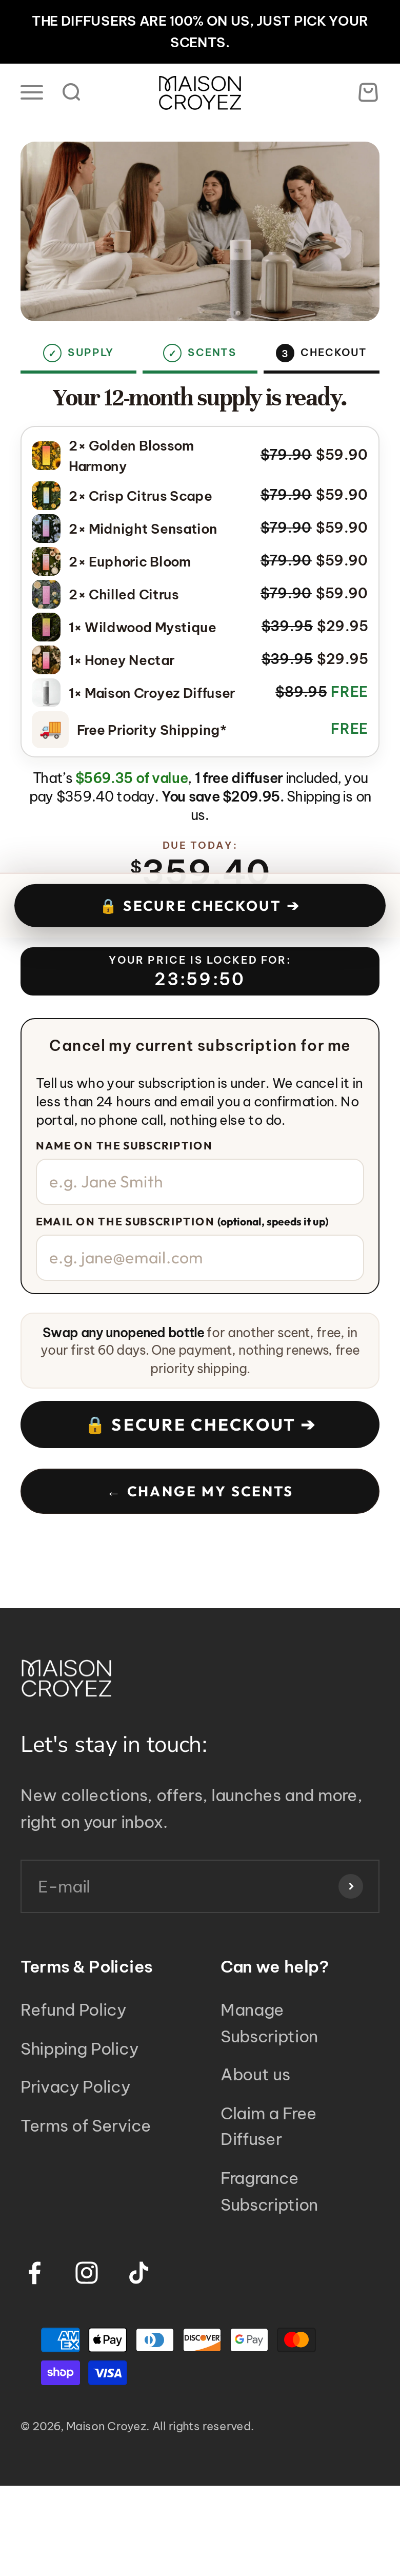 THE DIFFUSERS ARE 100% ON US, JUST PICK YOUR
SCENTS.
MAISON
CROYEZ
✓ SUPPLY
✓ SCENTS
3 CHECKOUT
Your 12-month supply is ready.
2× Golden Blossom
Harmony
$79.90 $59.90
2× Crisp Citrus Scape
$79.90 $59.90
2× Midnight Sensation
$79.90 $59.90
2× Euphoric Bloom
$79.90 $59.90
2× Chilled Citrus
$79.90 $59.90
1× Wildwood Mystique
$39.95 $29.95
1× Honey Nectar
$39.95 $29.95
1× Maison Croyez Diffuser
$89.95 FREE
Free Priority Shipping*
FREE
That's $569.35 of value, 1 free diffuser included, you
pay $359.40 today. You save $209.95. Shipping is on
us.
DUE TODAY:
$359.40
🔒 SECURE CHECKOUT ➔
YOUR PRICE IS LOCKED FOR:
23:59:50
Cancel my current subscription for me
Tell us who your subscription is under. We cancel it in
less than 24 hours and email you a confirmation. No
portal, no phone call, nothing else to do.
NAME ON THE SUBSCRIPTION
e.g. Jane Smith
EMAIL ON THE SUBSCRIPTION (optional, speeds it up)
e.g. jane@email.com
Swap any unopened bottle for another scent, free, in
your first 60 days. One payment, nothing renews, free
priority shipping.
🔒 SECURE CHECKOUT ➔
← CHANGE MY SCENTS
MAISON
CROYEZ
Let's stay in touch:
New collections, offers, launches and more,
right on your inbox.
E-mail
Terms & Policies
Refund Policy
Shipping Policy
Privacy Policy
Terms of Service
Can we help?
Manage
Subscription
About us
Claim a Free
Diffuser
Fragrance
Subscription
AMEX
Pay
DISCOVER
G Pay
shop
VISA
© 2026, Maison Croyez. All rights reserved.